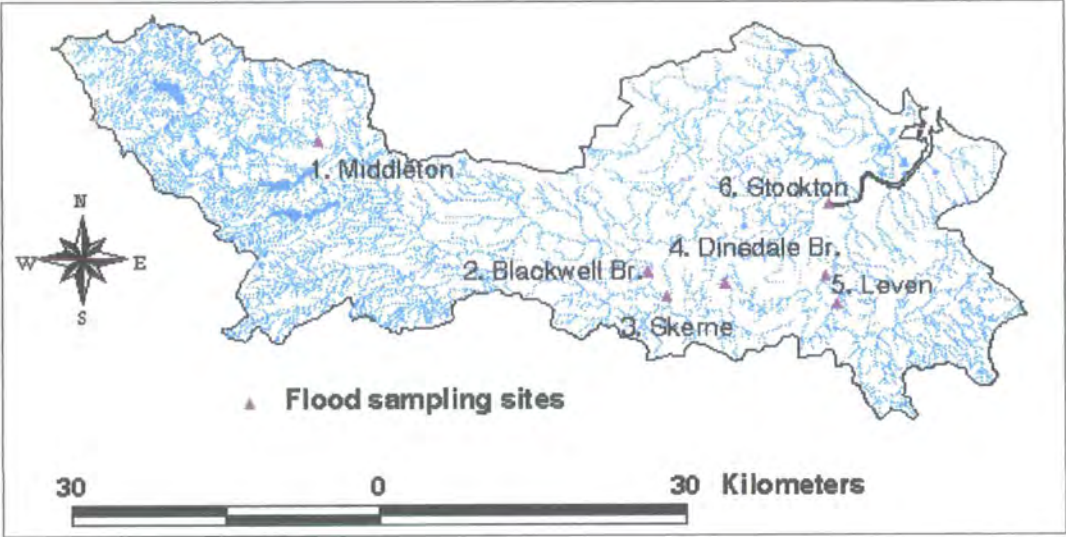 1. Middleton
6. Stockton
N
4. Dinedale Br.
W E
2. Blackwell Br.
5. Leven
S
3. Skerne
Flood sampling sites
30 0 30 Kilometers